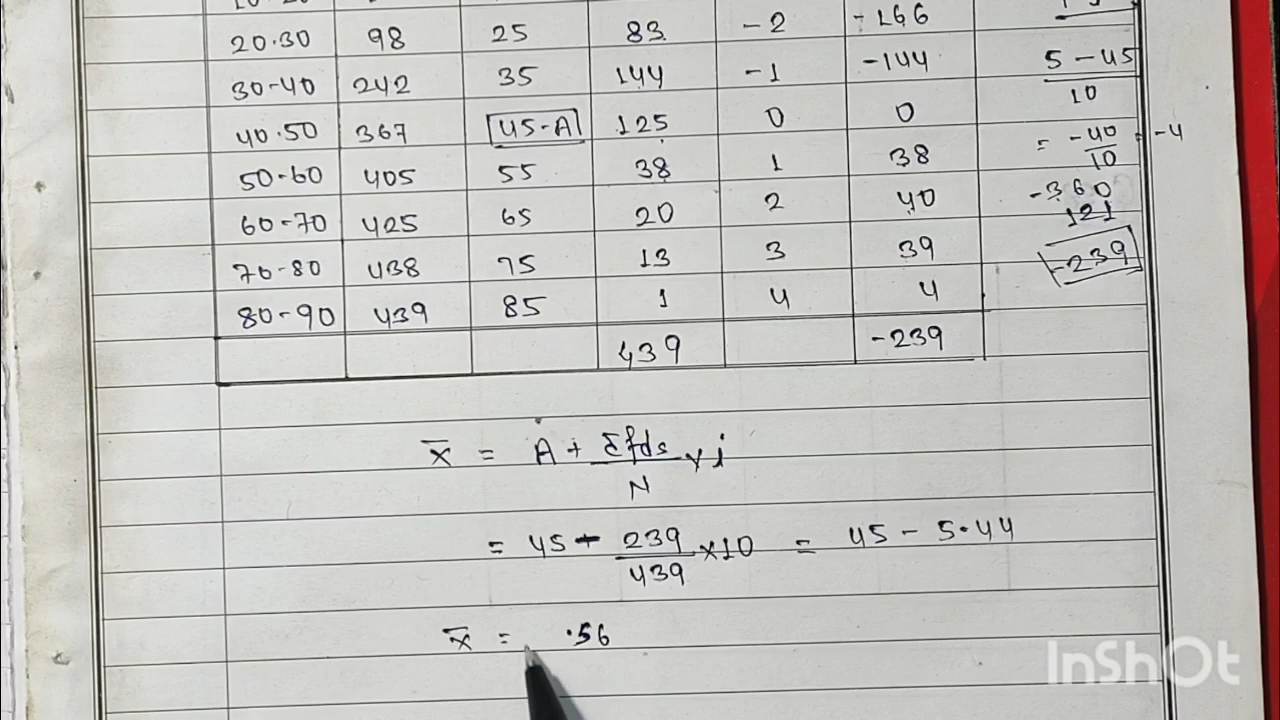 20.30 98 25 83 -2 -166
30-40 242 35 144 -1 -144 5-45
10
40.50 367 45-A 125 0 0 = -40 = -4
10
50-60 405 55 38 1 38
60-70 425 65 20 2 40 -360
121
70-80 438 75 13 3 39 -239
80-90 439 85 1 4 4
439 -239
x̄ = A + Σfds × i
N
= 45 - 239 × 10 = 45 - 5.44
439
x̄ = .56
InShOt